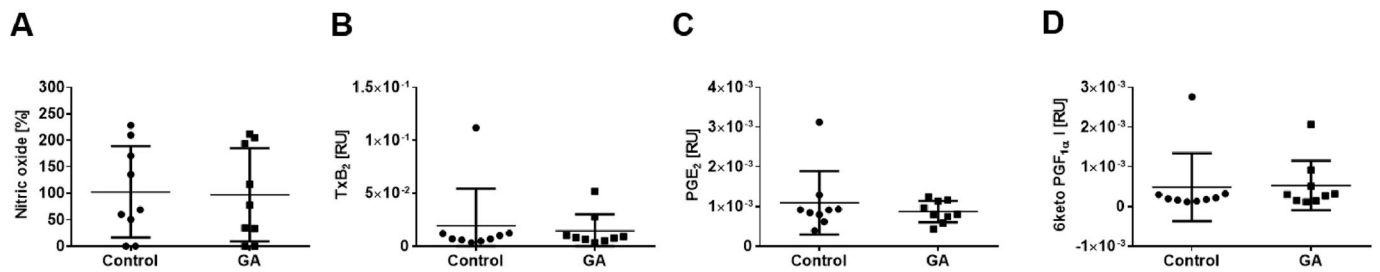 A
B
C
D
Nitric oxide [%]
300
250
200
150
100
50
0
Control
GA
TxB₂ [RU]
1.5×10⁻¹
1×10⁻¹
5×10⁻²
0
Control
GA
PGE₂ [RU]
4×10⁻³
3×10⁻³
2×10⁻³
1×10⁻³
0
Control
GA
6keto PGF₁α I [RU]
3×10⁻³
2×10⁻³
1×10⁻³
0
-1×10⁻³
Control
GA